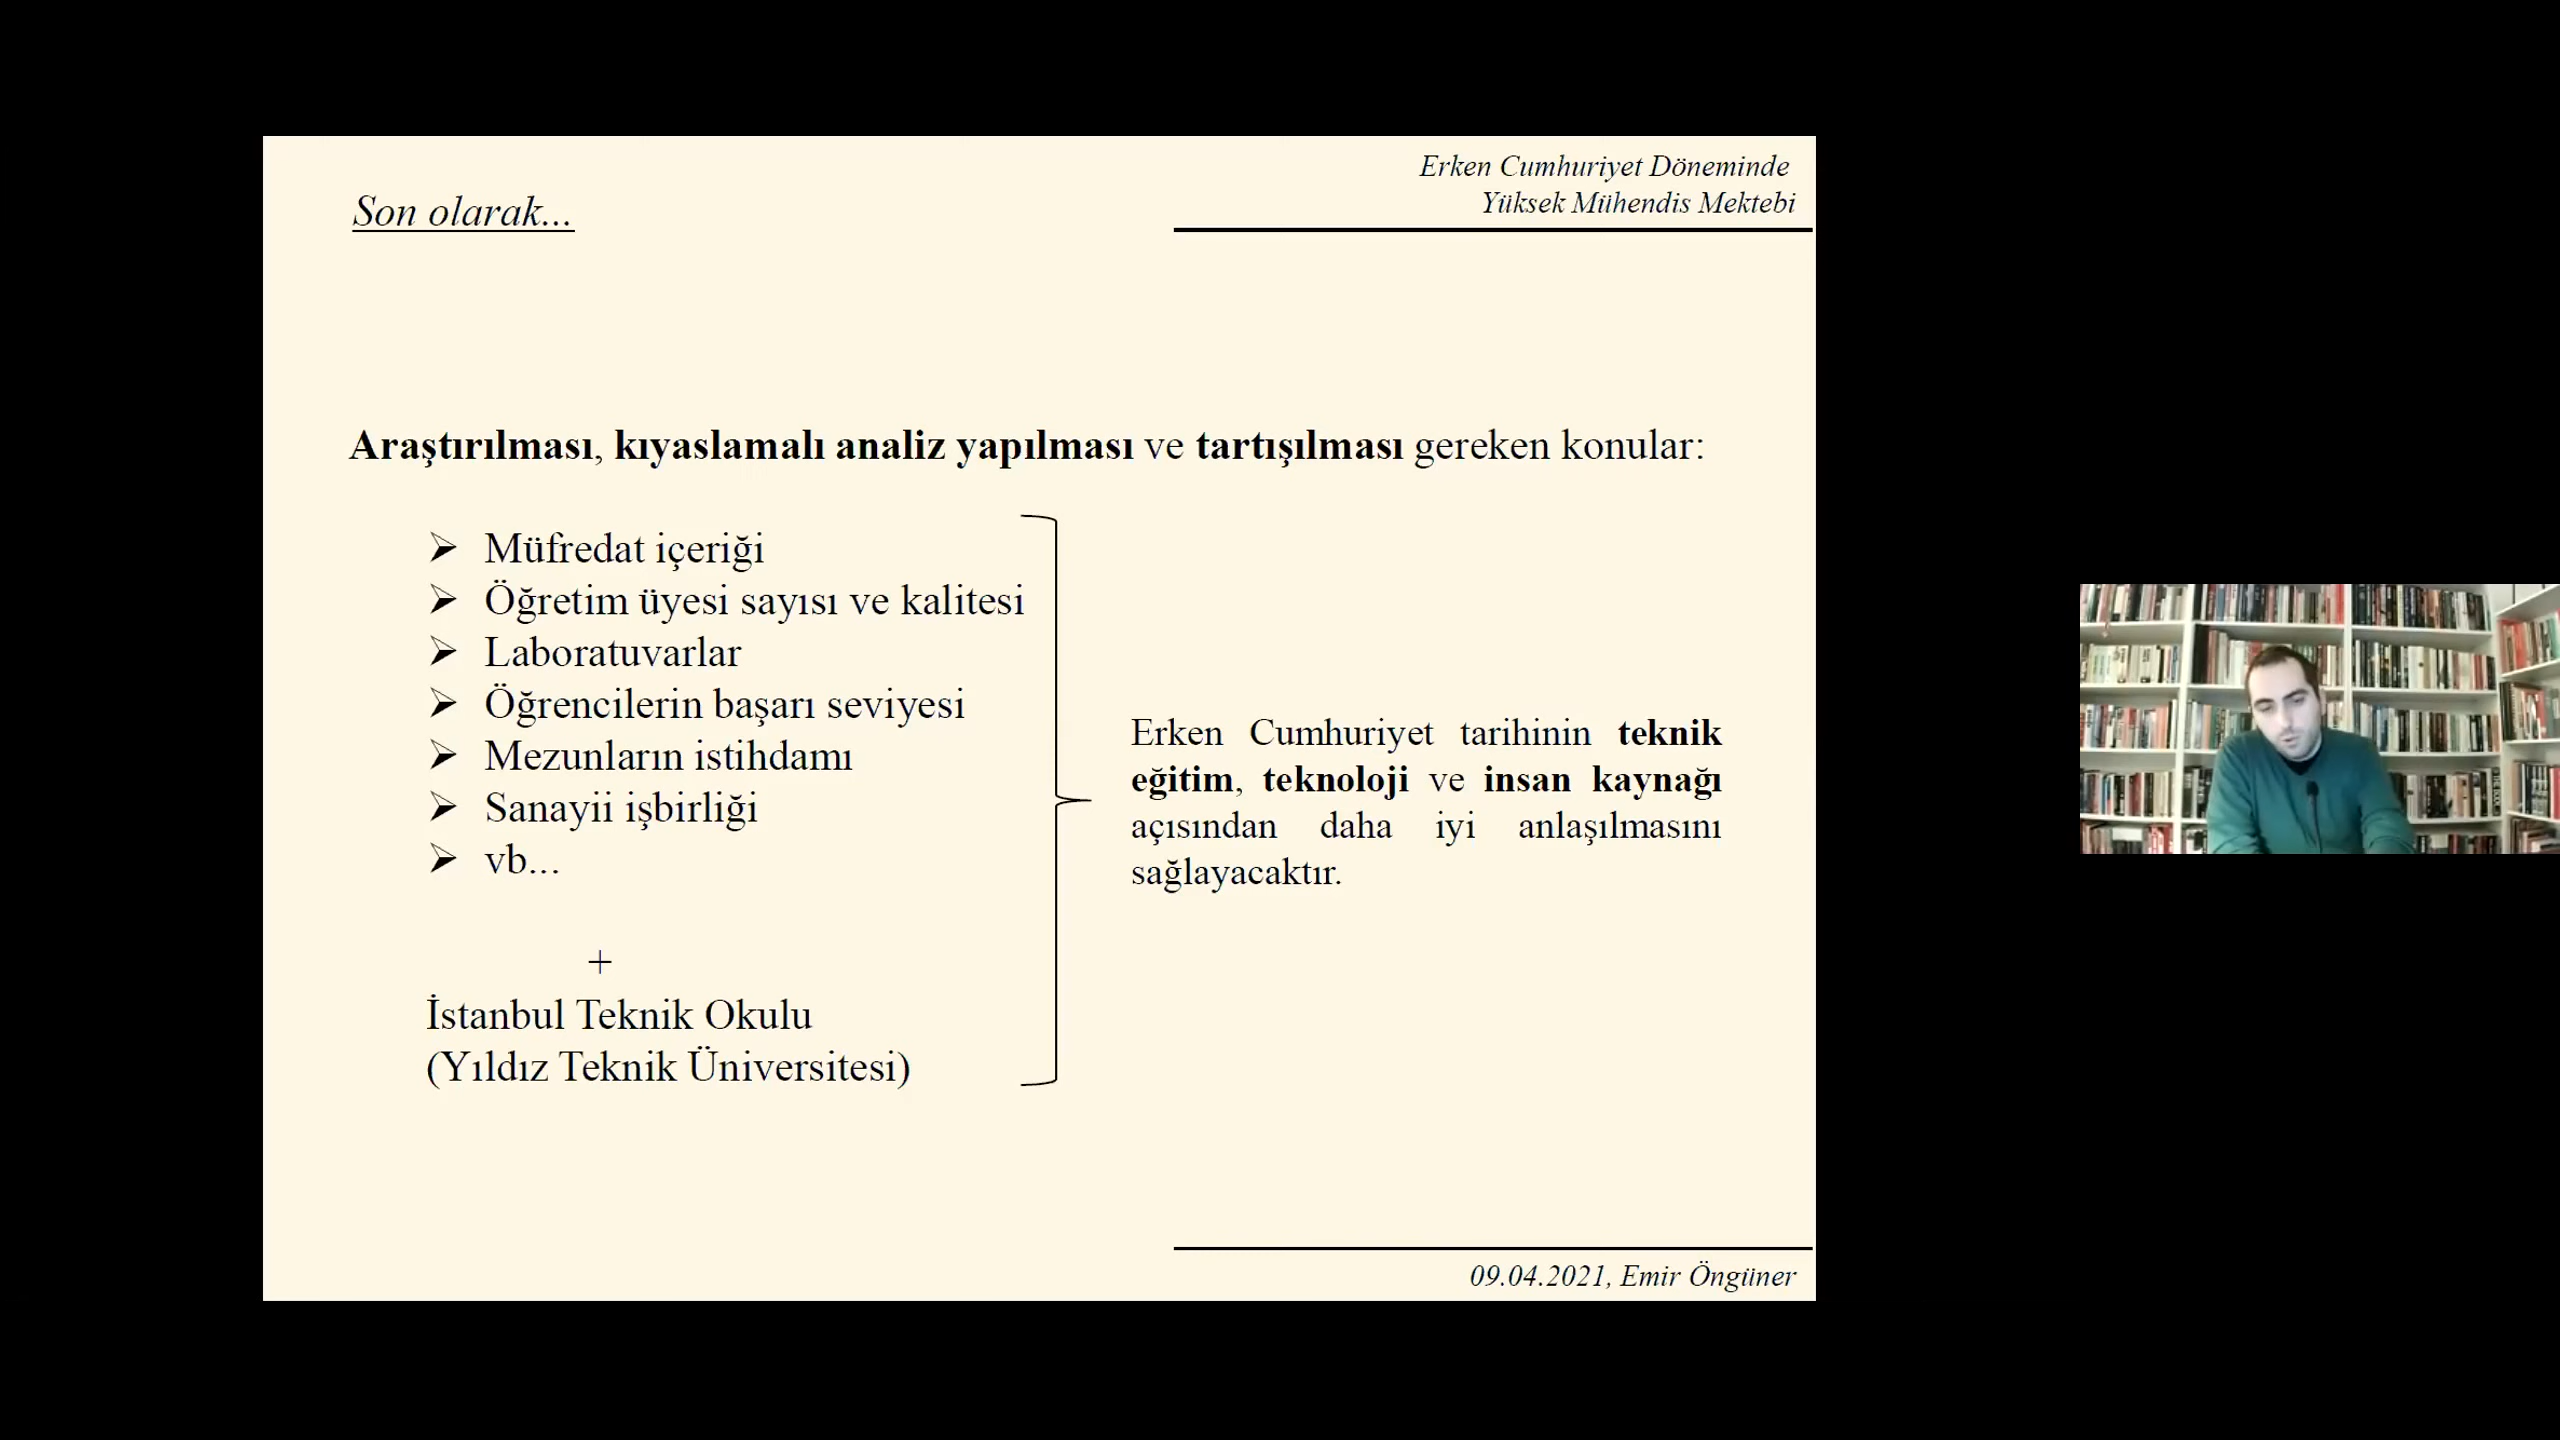 Erken Cumhuriyet Döneminde
Yüksek Mühendis Mektebi
Son olarak...
Araştırılması, kıyaslamalı analiz yapılması ve tartışılması gereken konular:
Müfredat içeriği
Öğretim üyesi sayısı ve kalitesi
Laboratuvarlar
Öğrencilerin başarı seviyesi
Mezunların istihdamı
Sanayii işbirliği
vb...
+
İstanbul Teknik Okulu
(Yıldız Teknik Üniversitesi)
Erken Cumhuriyet tarihinin teknik
eğitim, teknoloji ve insan kaynağı
açısından daha iyi anlaşılmasını
sağlayacaktır.
09.04.2021, Emir Öngüner